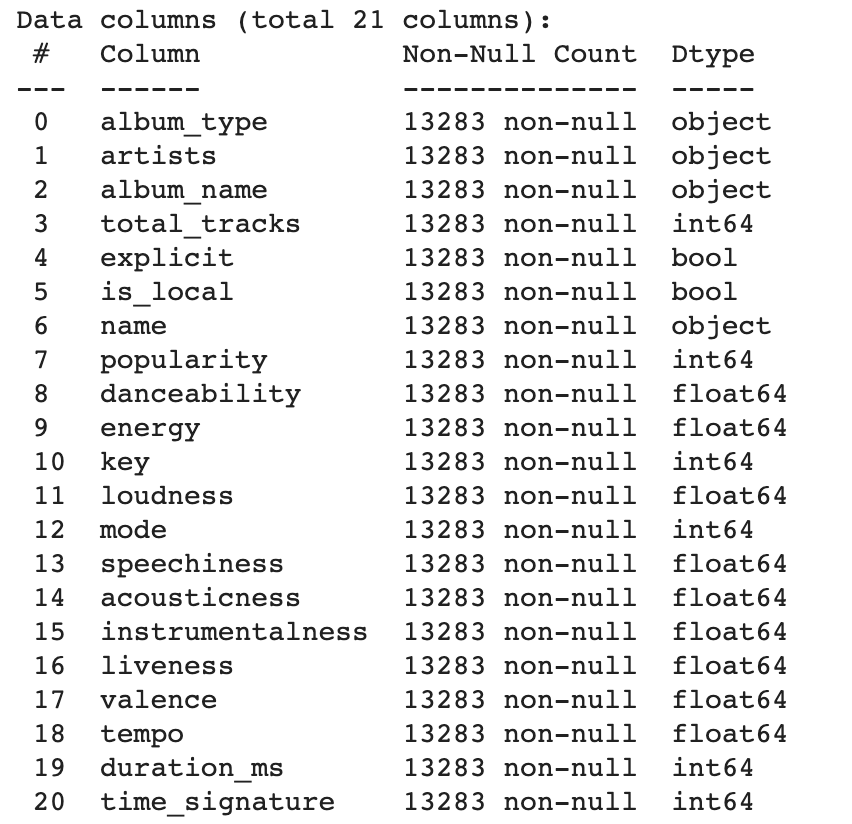 Data columns (total 21 columns):
 #   Column            Non-Null Count  Dtype
---  ------            --------------  -----
 0   album_type        13283 non-null  object
 1   artists           13283 non-null  object
 2   album_name        13283 non-null  object
 3   total_tracks      13283 non-null  int64
 4   explicit          13283 non-null  bool
 5   is_local          13283 non-null  bool
 6   name              13283 non-null  object
 7   popularity        13283 non-null  int64
 8   danceability      13283 non-null  float64
 9   energy            13283 non-null  float64
 10  key               13283 non-null  int64
 11  loudness          13283 non-null  float64
 12  mode              13283 non-null  int64
 13  speechiness       13283 non-null  float64
 14  acousticness      13283 non-null  float64
 15  instrumentalness  13283 non-null  float64
 16  liveness          13283 non-null  float64
 17  valence           13283 non-null  float64
 18  tempo             13283 non-null  float64
 19  duration_ms       13283 non-null  int64
 20  time_signature    13283 non-null  int64